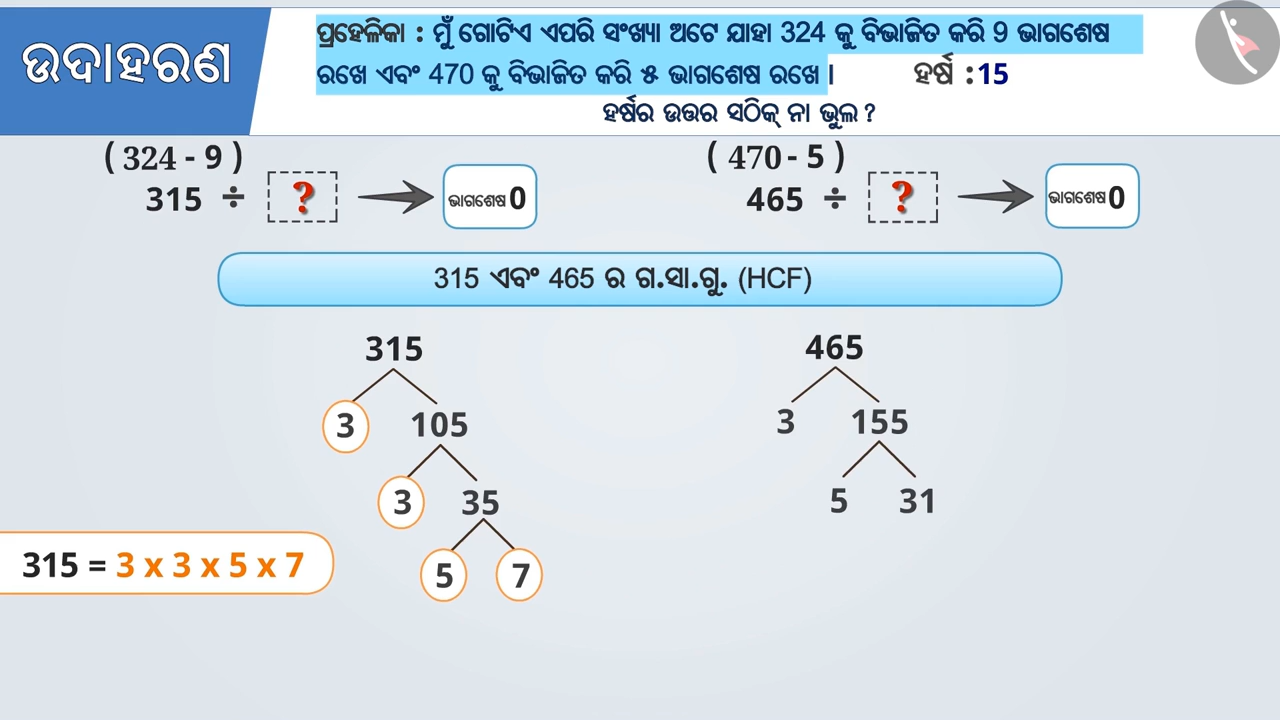 ଉଦାହରଣ
ପ୍ରହେଳିକା : ମୁଁ ଗୋଟିଏ ଏପରି ସଂଖ୍ୟା ଅଟେ ଯାହା 324 କୁ ବିଭାଜିତ କରି 9 ଭାଗଶେଷ
ରଖେ ଏବଂ 470 କୁ ବିଭାଜିତ କରି ୫ ଭାଗଶେଷ ରଖେ ।
ହର୍ଷ : 15
ହର୍ଷର ଉତ୍ତର ସଠିକ୍ ନା ଭୁଲ ?
( 324 - 9 )
315 ÷ ? ଭାଗଶେଷ 0
( 470 - 5 )
465 ÷ ? ଭାଗଶେଷ 0
315 ଏବଂ 465 ର ଗ.ସା.ଗୁ. (HCF)
315
3 105
3 35
5 7
465
3 155
5 31
315 = 3 x 3 x 5 x 7